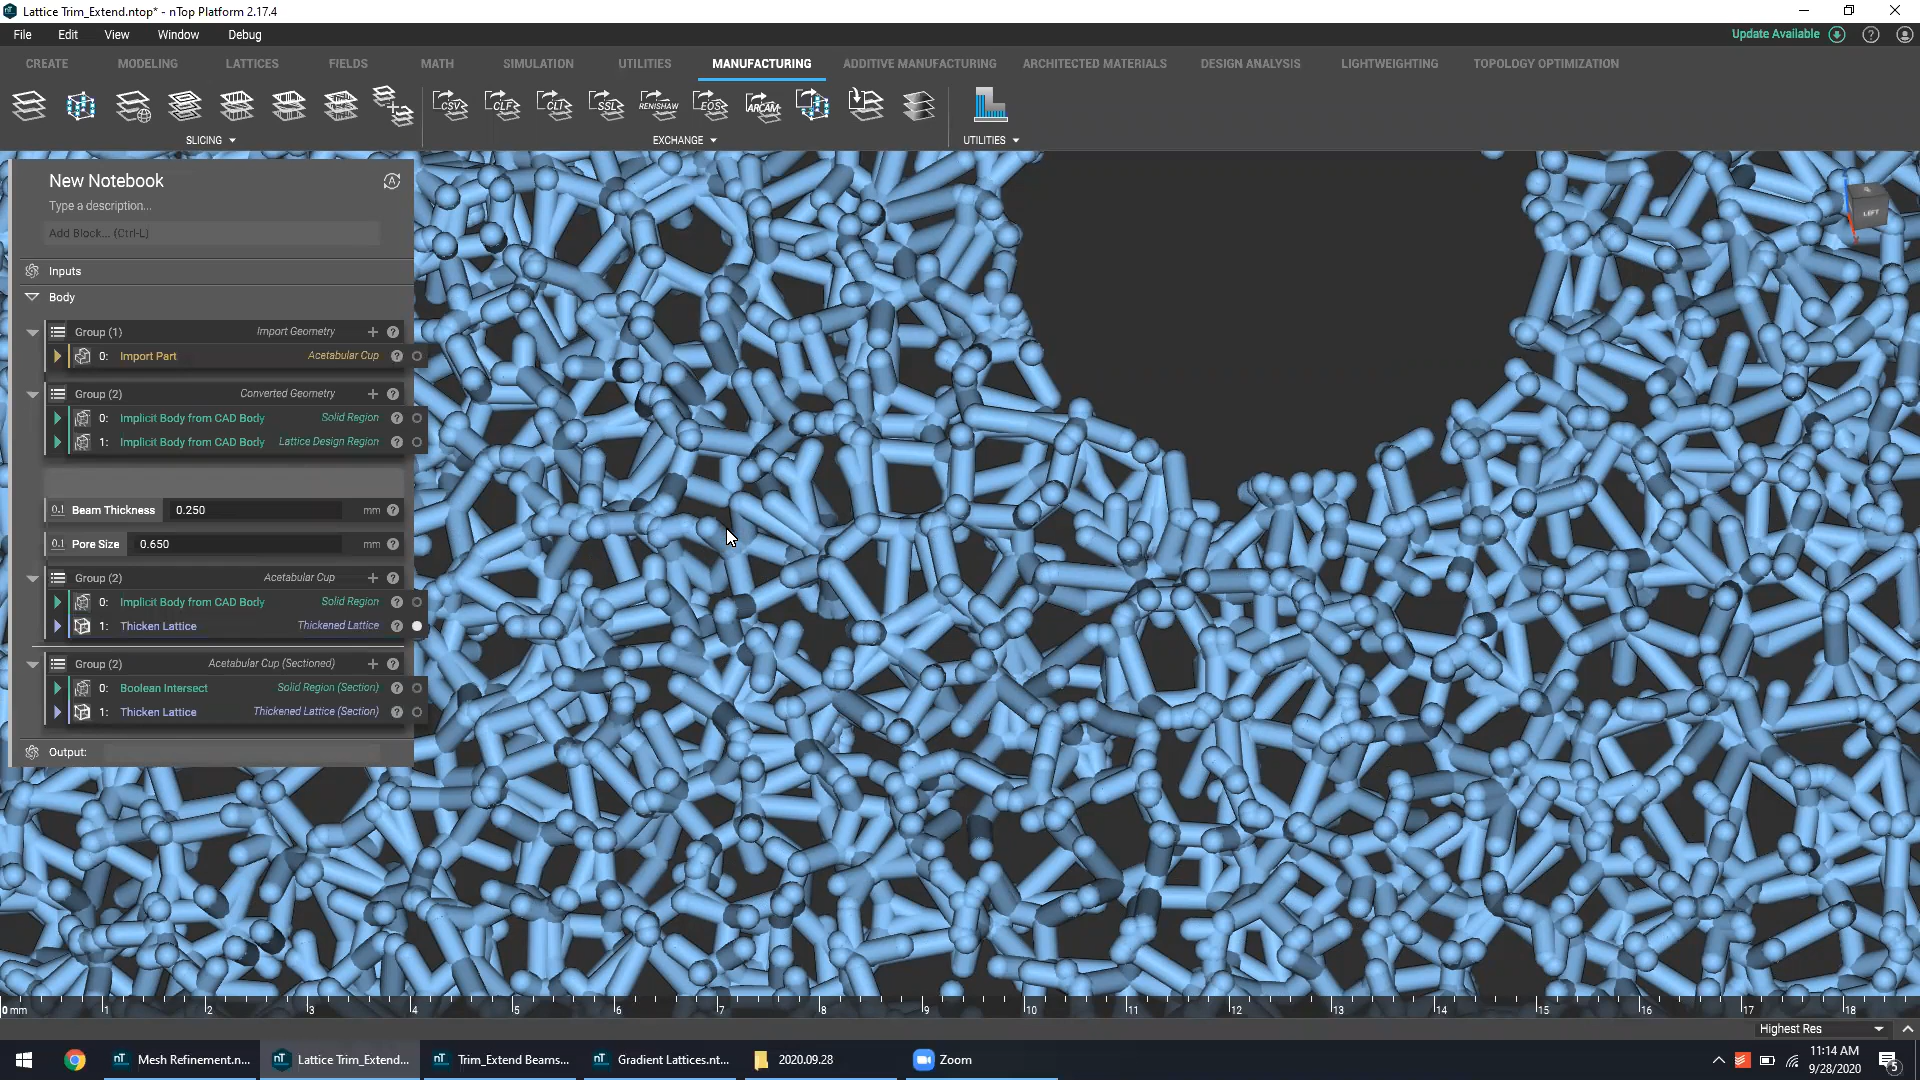 Lattice Trim_Extend.ntop* - nTop Platform 2.17.4
File Edit View Window Debug
Update Available
CREATE MODELING LATTICES FIELDS MATH SIMULATION UTILITIES MANUFACTURING ADDITIVE MANUFACTURING ARCHITECTED MATERIALS DESIGN ANALYSIS LIGHTWEIGHTING TOPOLOGY OPTIMIZATION
CSV CLF CLI SSL RENISHAW EOS ARCAM
SLICING EXCHANGE UTILITIES
New Notebook
Type a description...
Add Block... (Ctrl-L)
Inputs
Body
Group (1) Import Geometry
0: Import Part Acetabular Cup
Group (2) Converted Geometry
0: Implicit Body from CAD Body Solid Region
1: Implicit Body from CAD Body Lattice Design Region
0.1 Beam Thickness 0.250 mm
0.1 Pore Size 0.650 mm
Group (2) Acetabular Cup
0: Implicit Body from CAD Body Solid Region
1: Thicken Lattice Thickened Lattice
Group (2) Acetabular Cup (Sectioned)
0: Boolean Intersect Solid Region (Section)
1: Thicken Lattice Thickened Lattice (Section)
Output:
LEFT
0 mm 1 2 3 4 5 6 7 8 9 10 11 12 13 14 15 16 17 18
Highest Res
Mesh Refinement.n... Lattice Trim_Extend... Trim_Extend Beams... Gradient Lattices.nt... 2020.09.28 Zoom
11:14 AM
9/28/2020
5